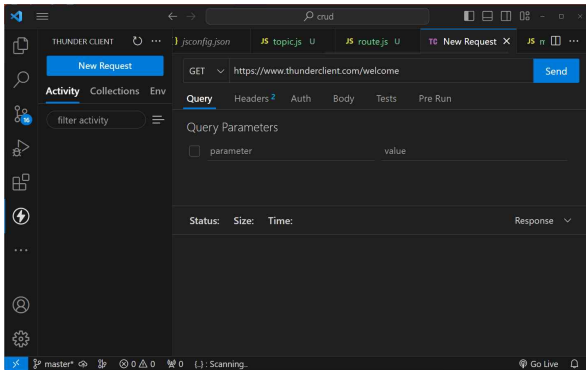 crud
THUNDER CLIENT
jsconfig.json
JS topic.js U
JS route.js U
TC New Request
JS
New Request
GET
https://www.thunderclient.com/welcome
Send
Activity
Collections
Env
Query
Headers 2
Auth
Body
Tests
Pre Run
filter activity
Query Parameters
parameter
value
16
Status:
Size:
Time:
Response
master*
0
0
0
{..} : Scanning..
Go Live